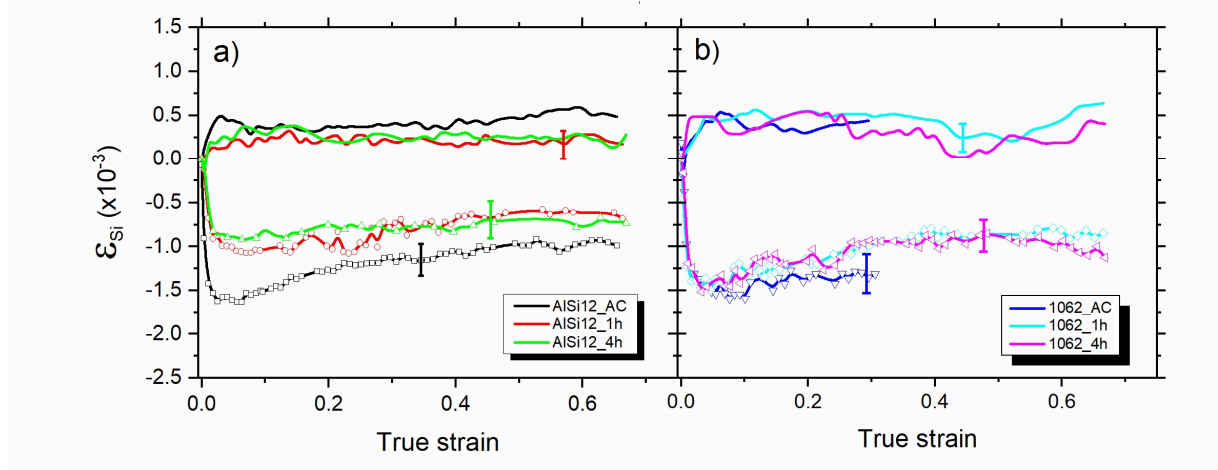 a)
b)
1.5
1.0
0.5
0.0
-0.5
-1.0
-1.5
-2.0
-2.5
εSi (x10-3)
AlSi12_AC
AlSi12_1h
AlSi12_4h
1062_AC
1062_1h
1062_4h
0.0 0.2 0.4 0.6
0.0 0.2 0.4 0.6
True strain
True strain